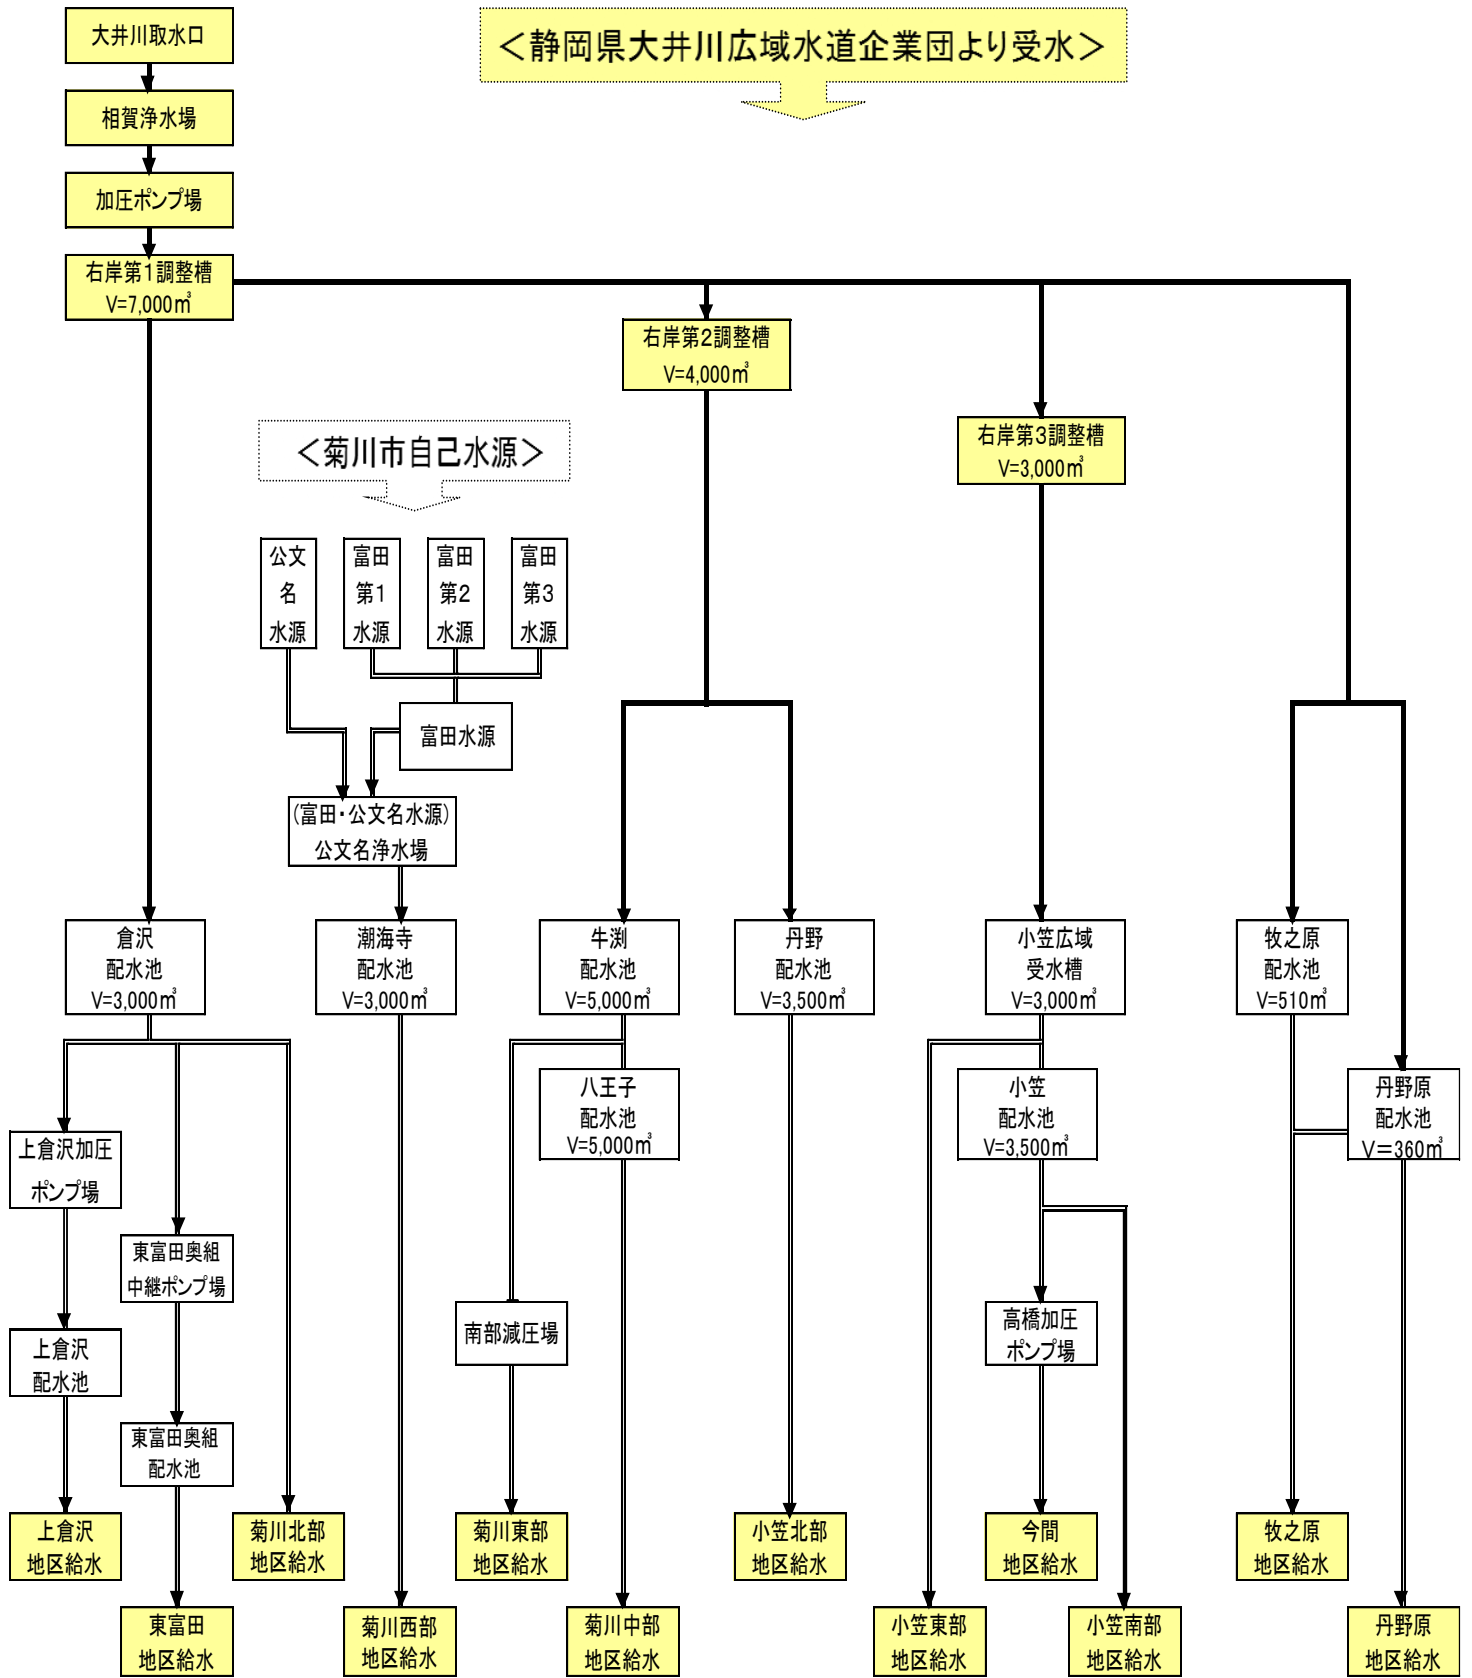 大井川取水口
＜静岡県大井川広域水道企業団より受水＞
相賀浄水場
加圧ポンプ場
右岸第1調整槽
V=7,000㎥
右岸第2調整槽
V=4,000㎥
右岸第3調整槽
V=3,000㎥
＜菊川市自己水源＞
公文
名
水源
富田
第1
水源
富田
第2
水源
富田
第3
水源
富田水源
(富田・公文名水源)
公文名浄水場
倉沢
配水池
V=3,000㎥
潮海寺
配水池
V=3,000㎥
牛渕
配水池
V=5,000㎥
丹野
配水池
V=3,500㎥
小笠広域
受水槽
V=3,000㎥
牧之原
配水池
V=510㎥
八王子
配水池
V=5,000㎥
小笠
配水池
V=3,500㎥
丹野原
配水池
V＝360㎥
上倉沢加圧
ポンプ場
東富田奥組
中継ポンプ場
南部減圧場
高橋加圧
ポンプ場
上倉沢
配水池
東富田奥組
配水池
上倉沢
地区給水
菊川北部
地区給水
菊川東部
地区給水
小笠北部
地区給水
今間
地区給水
牧之原
地区給水
東富田
地区給水
菊川西部
地区給水
菊川中部
地区給水
小笠東部
地区給水
小笠南部
地区給水
丹野原
地区給水